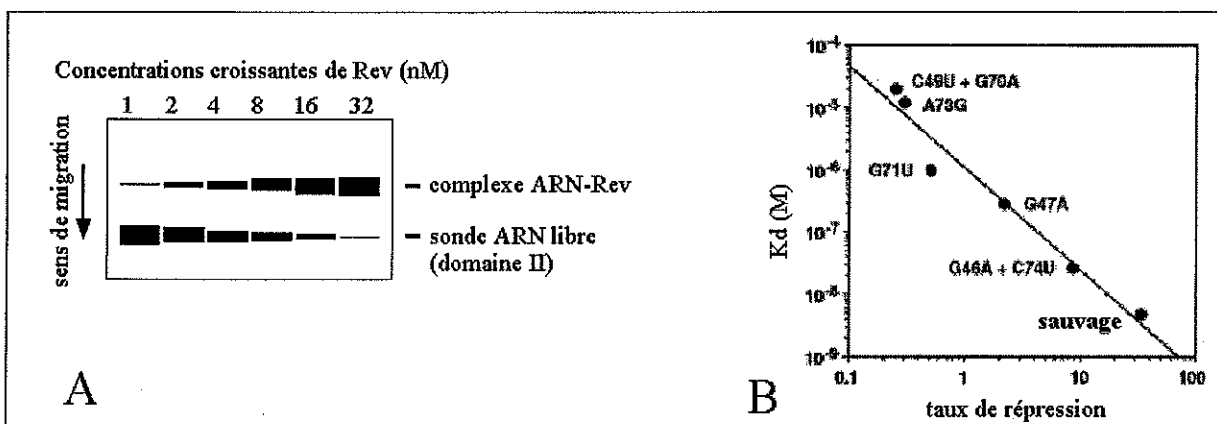 Concentrations croissantes de Rev (nM)
1 2 4 8 16 32
sens de migration
complexe ARN-Rev
sonde ARN libre
(domaine II)
A
10-4
10-5
10-6
10-7
10-8
10-9
Kd (M)
C49U + G70A
A73G
G71U
G47A
G46A + C74U
sauvage
0.1 1 10 100
taux de répression
B